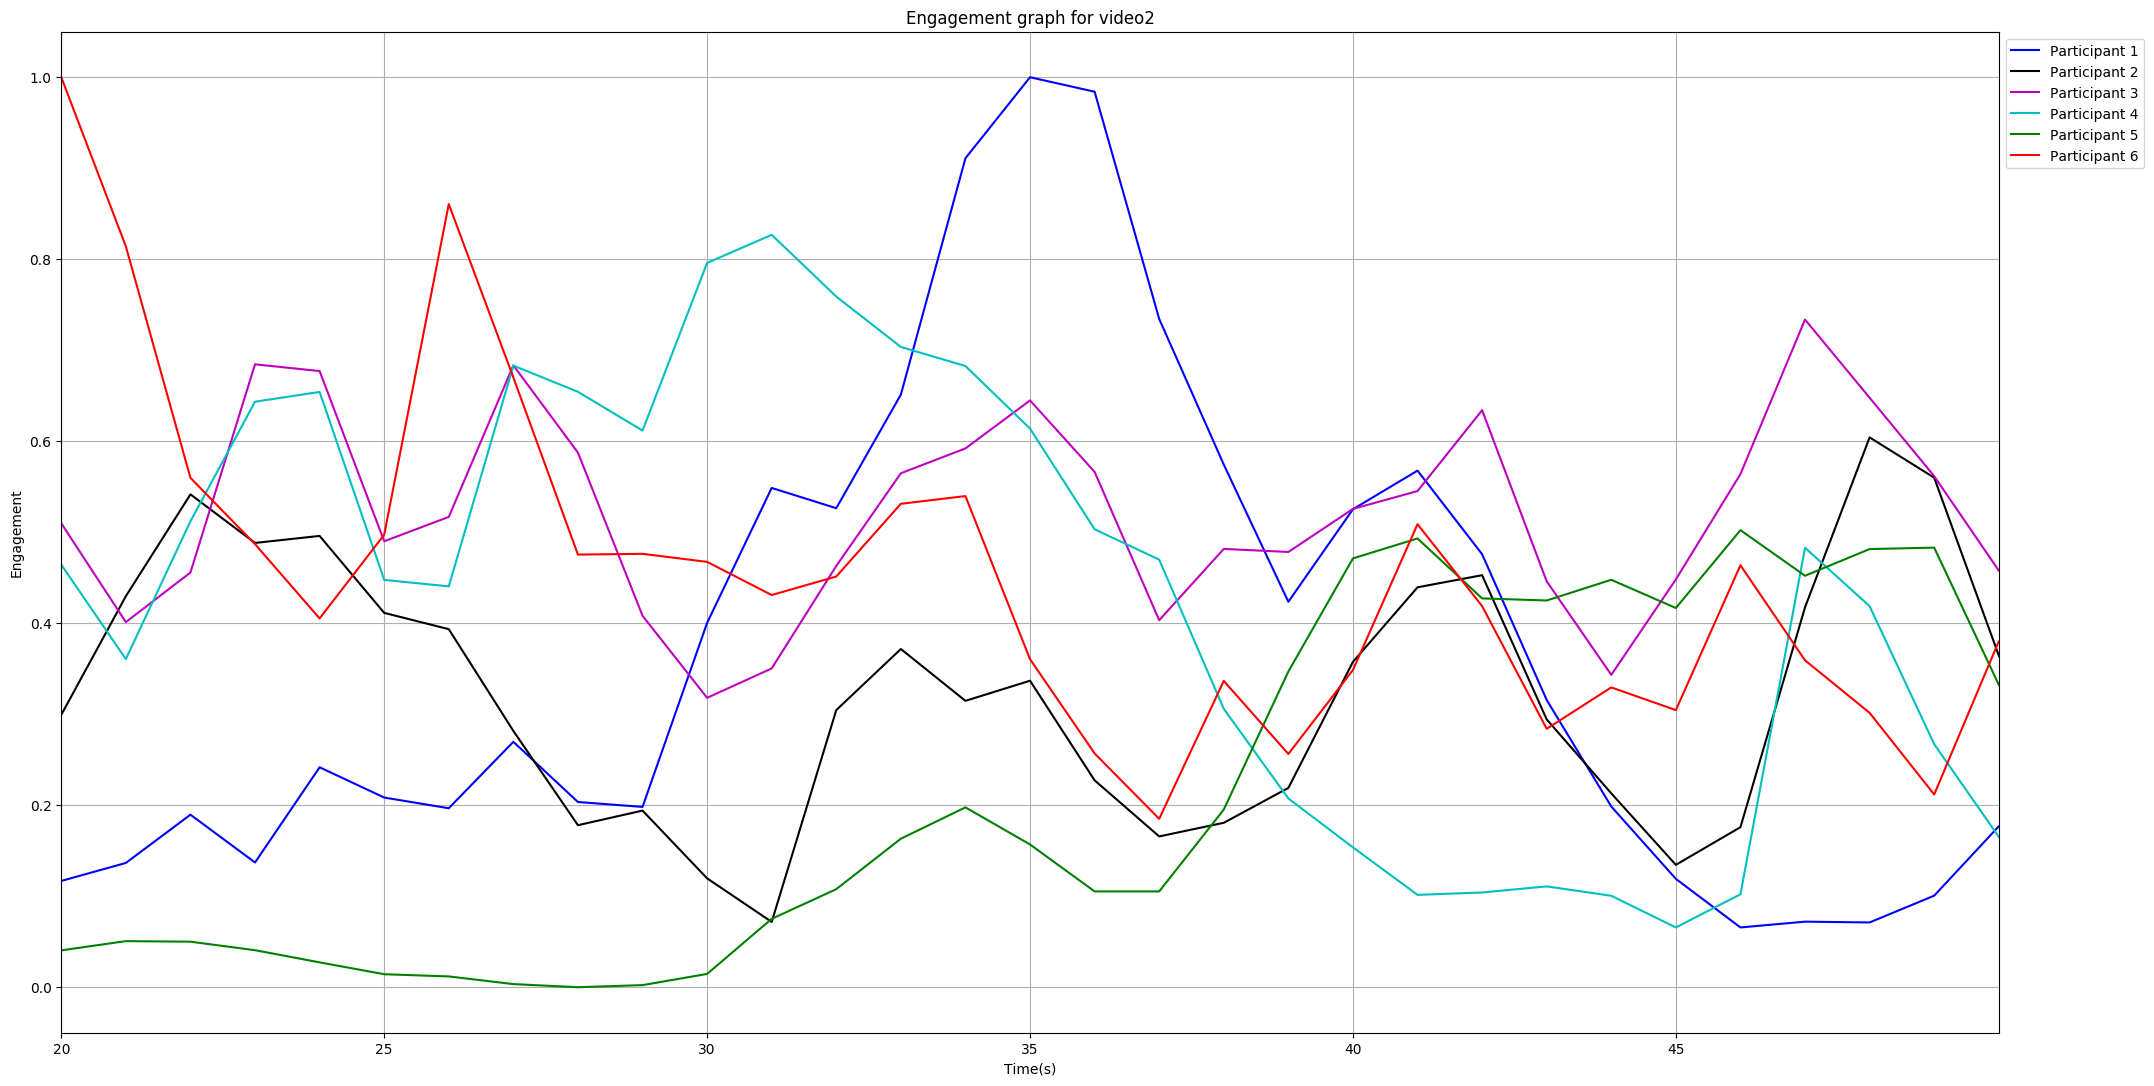 Engagement graph for video2
Participant 1
Participant 2
Participant 3
Participant 4
Participant 5
Participant 6
Engagement
1.0
0.8
0.6
0.4
0.2
0.0
20 25 30 35 40 45
Time(s)